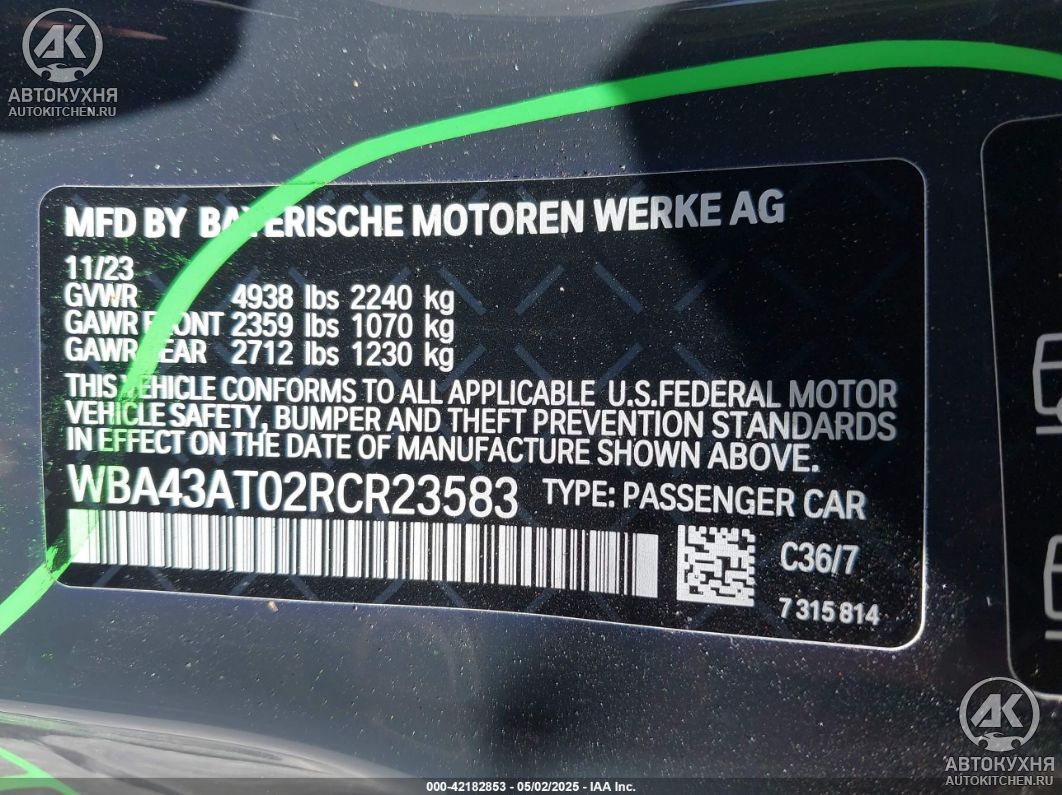 AK
АВТОКУХНЯ
AUTOKITCHEN.RU
MFD BY BAYERISCHE MOTOREN WERKE AG
11/23
GVWR 4938 lbs 2240 kg
GAWR FRONT 2359 lbs 1070 kg
GAWR REAR 2712 lbs 1230 kg
THIS VEHICLE CONFORMS TO ALL APPLICABLE U.S.FEDERAL MOTOR
VEHICLE SAFETY, BUMPER AND THEFT PREVENTION STANDARDS
IN EFFECT ON THE DATE OF MANUFACTURE SHOWN ABOVE.
WBA43AT02RCR23583 TYPE: PASSENGER CAR
C36/7
7 315 814
AK
АВТОКУХНЯ
AUTOKITCHEN.RU
000-42182853 - 05/02/2025 - IAA Inc.